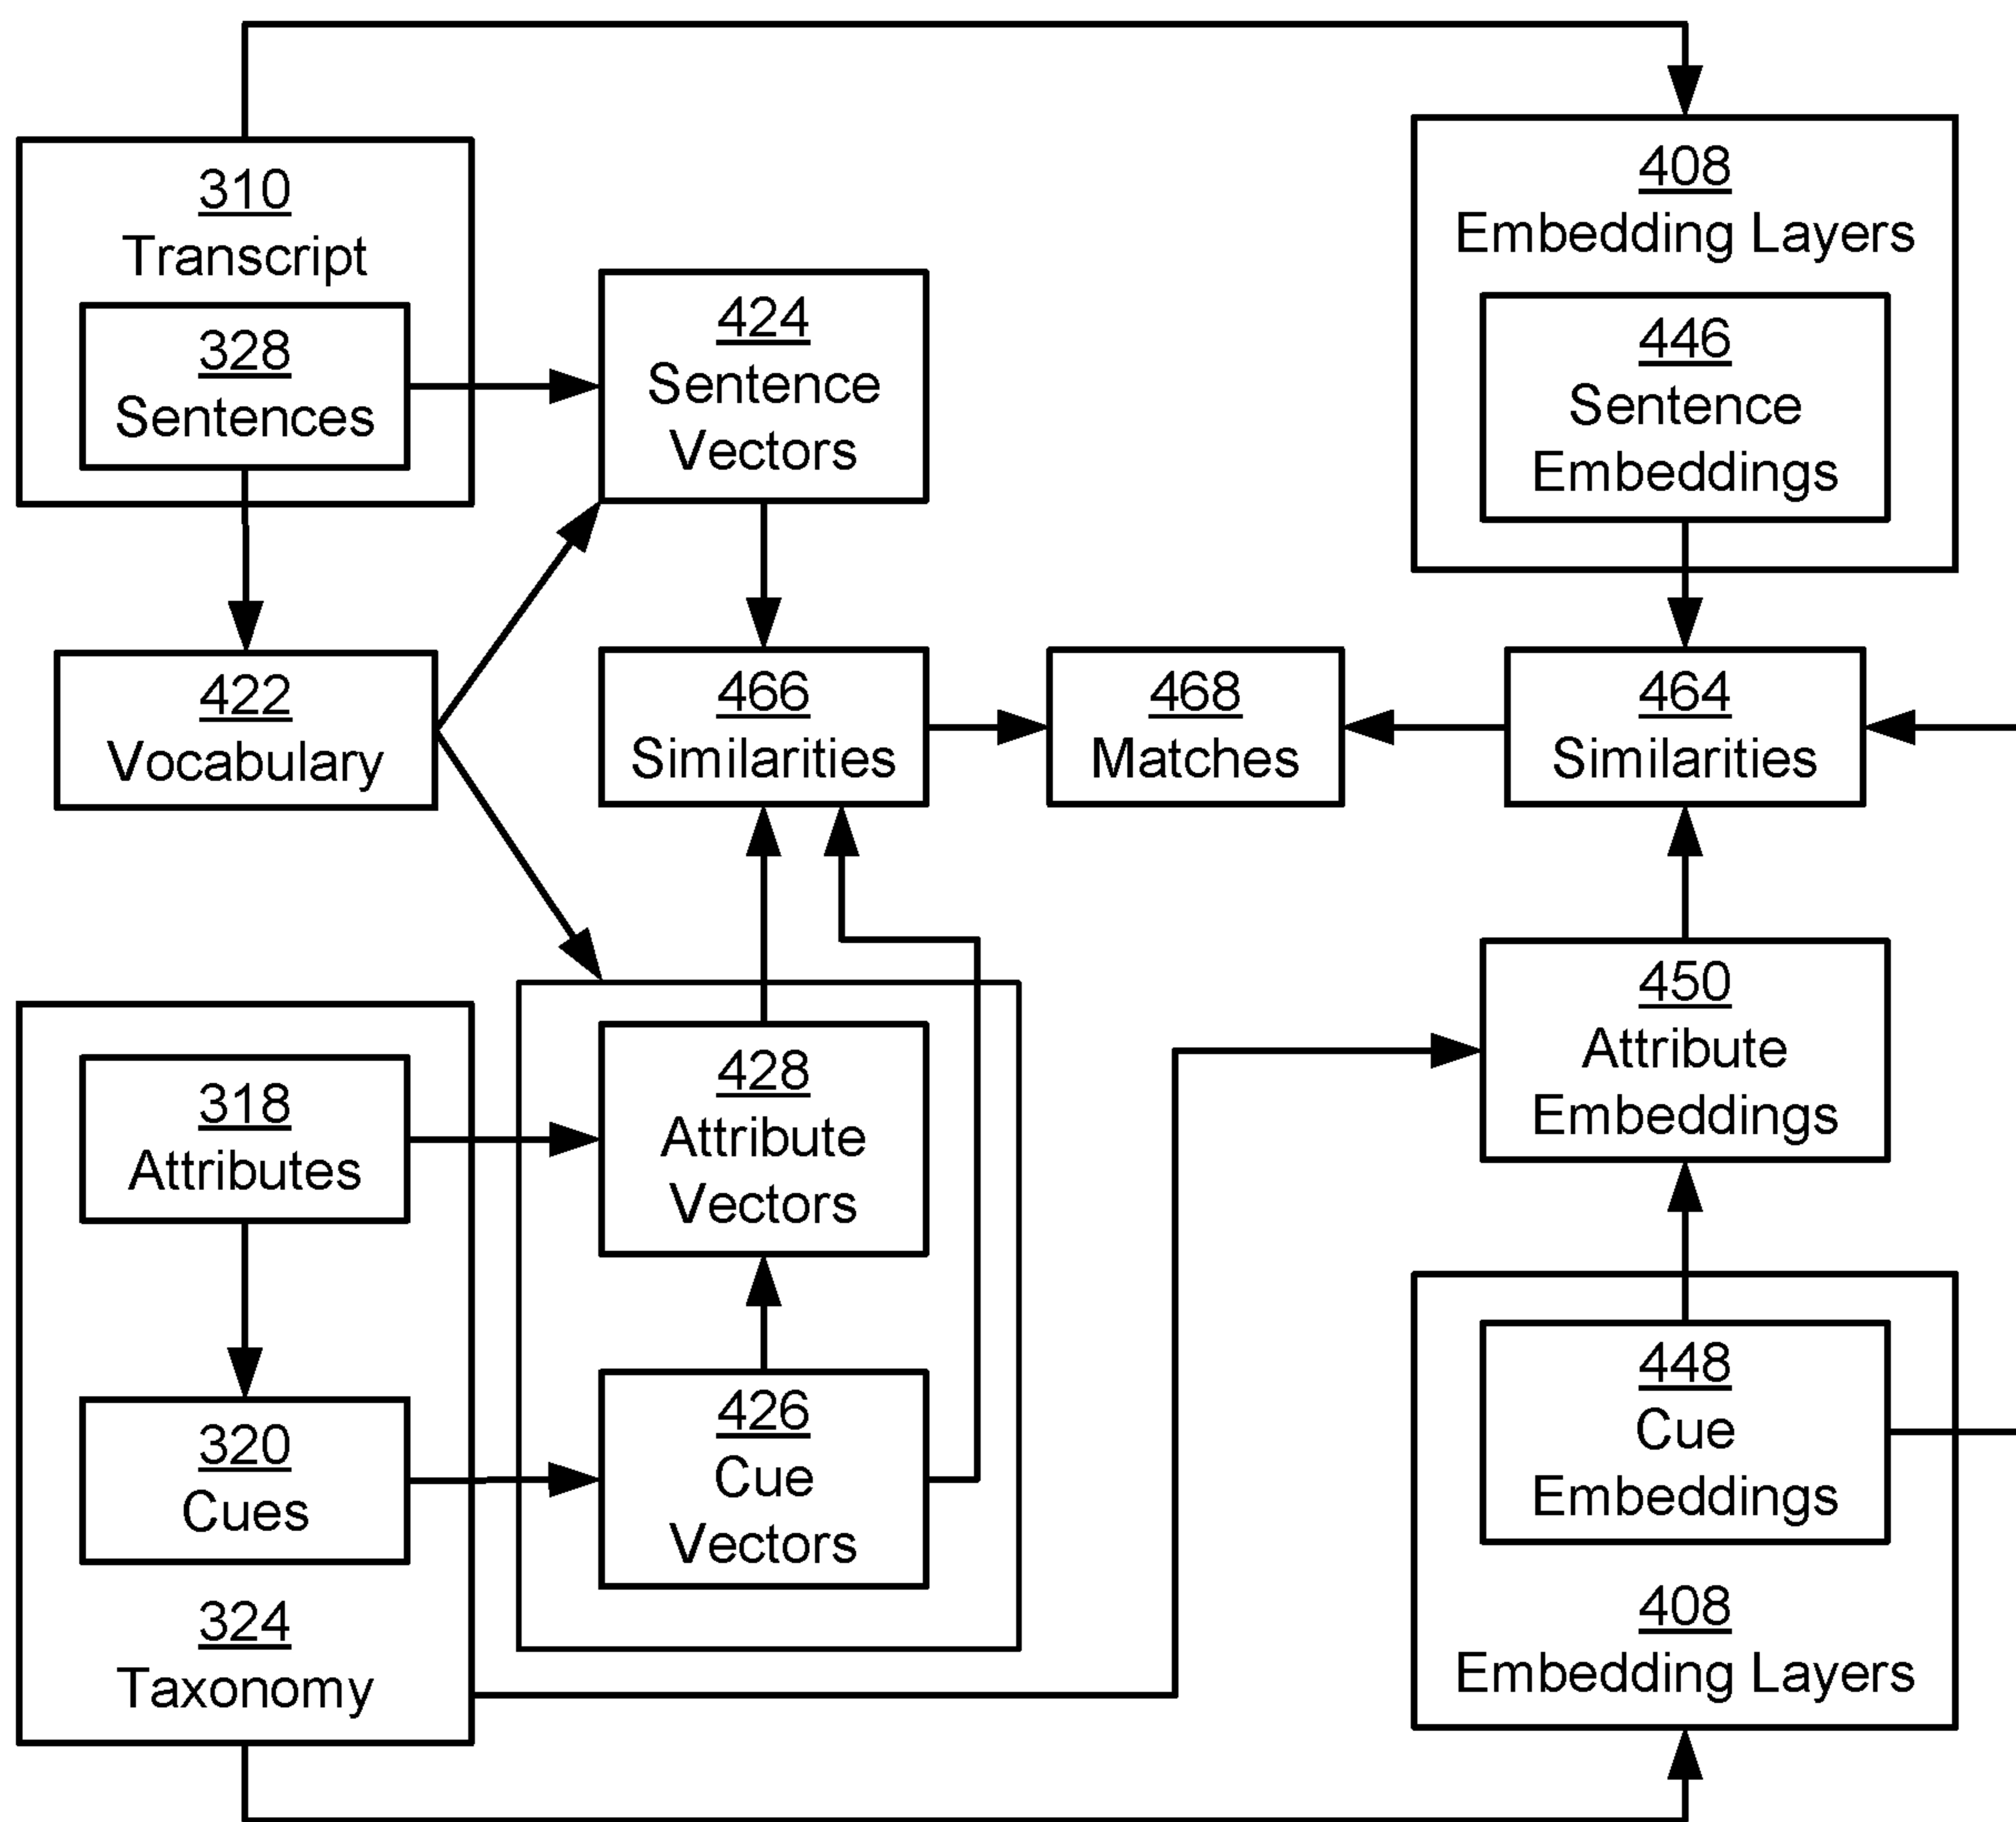 310
Transcript
328
Sentences
424
Sentence
Vectors
408
Embedding Layers
446
Sentence
Embeddings
422
Vocabulary
466
Similarities
468
Matches
464
Similarities
318
Attributes
320
Cues
324
Taxonomy
428
Attribute
Vectors
426
Cue
Vectors
450
Attribute
Embeddings
448
Cue
Embeddings
408
Embedding Layers